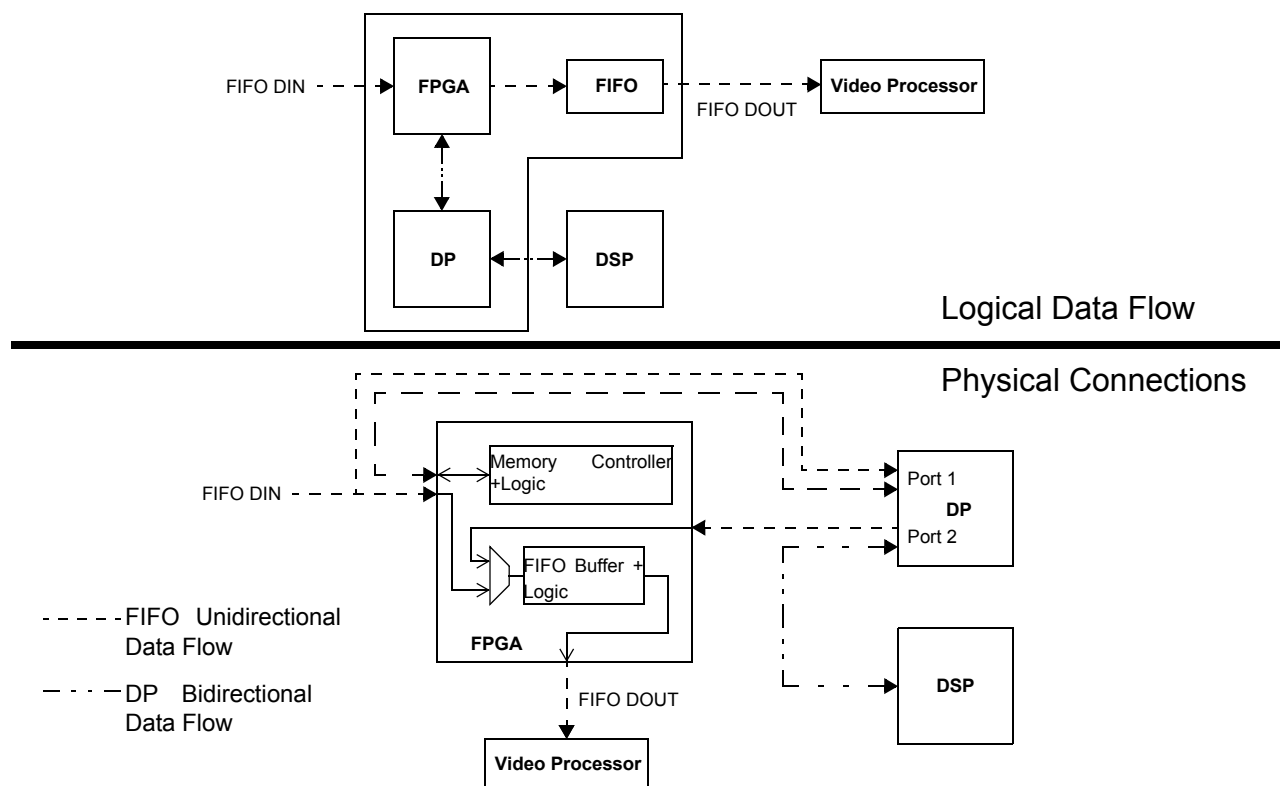 FIFO DIN
FPGA
FIFO
FIFO DOUT
Video Processor
DP
DSP
Logical Data Flow
Physical Connections
Memory Controller
+Logic
FIFO DIN
Port 1
DP
Port 2
FIFO Buffer +
Logic
FPGA
FIFO Unidirectional
Data Flow
DP Bidirectional
Data Flow
DSP
FIFO DOUT
Video Processor